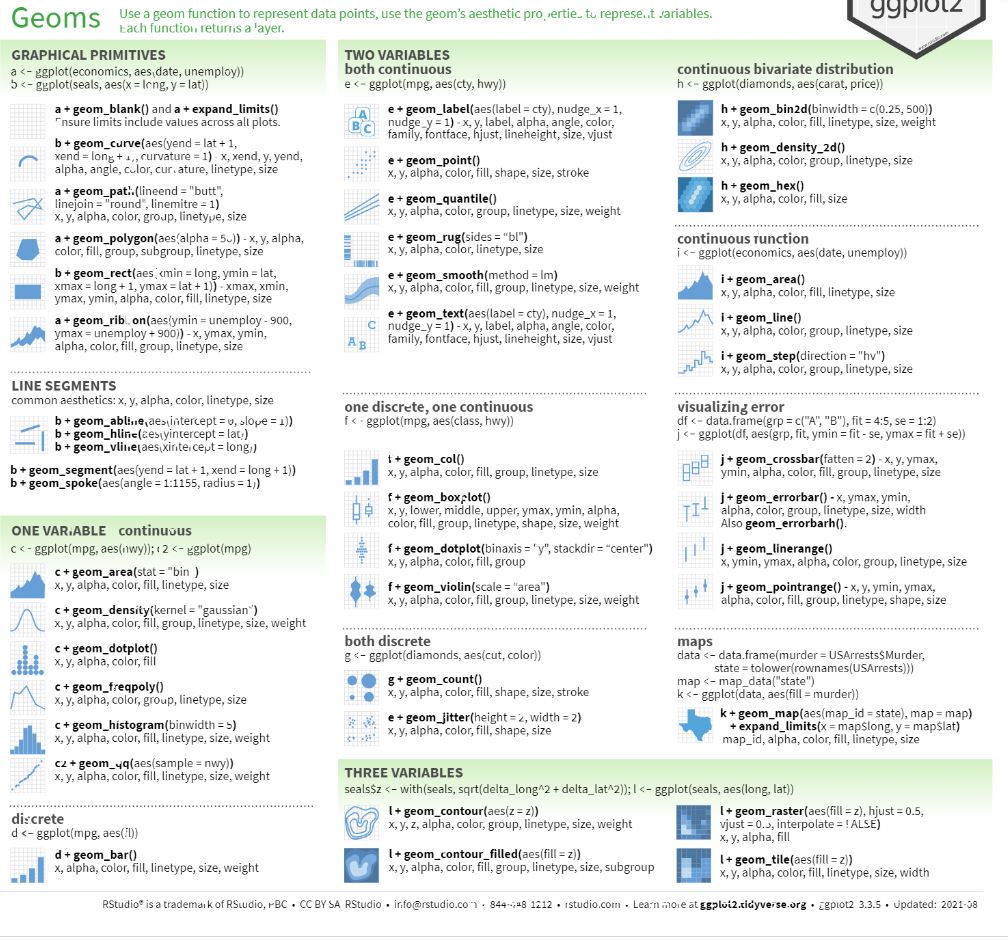 Geoms
Use a geom function to represent data points, use the geom's aesthetic properties to represent variables.
Each function returns a layer.
ggplot2
GRAPHICAL PRIMITIVES
a <- ggplot(economics, aes(date, unemploy))
b <- ggplot(seals, aes(x = long, y = lat))
a + geom_blank() and a + expand_limits()
Ensure limits include values across all plots.
b + geom_curve(aes(yend = lat + 1,
xend = long + 1, curvature = 1) - x, xend, y, yend,
alpha, angle, color, curvature, linetype, size
a + geom_path(lineend = "butt",
linejoin = "round", linemitre = 1)
x, y, alpha, color, group, linetype, size
a + geom_polygon(aes(alpha = 50)) - x, y, alpha,
color, fill, group, subgroup, linetype, size
b + geom_rect(aes(xmin = long, ymin = lat,
xmax = long + 1, ymax = lat + 1)) - xmax, xmin,
ymax, ymin, alpha, color, fill, linetype, size
a + geom_ribbon(aes(ymin = unemploy - 900,
ymax = unemploy + 900)) - x, ymax, ymin,
alpha, color, fill, group, linetype, size
LINE SEGMENTS
common aesthetics: x, y, alpha, color, linetype, size
b + geom_abline(aes(intercept = 0, slope = 1))
b + geom_hline(aes(yintercept = lat))
b + geom_vline(aes(xintercept = long))
b + geom_segment(aes(yend = lat + 1, xend = long + 1))
b + geom_spoke(aes(angle = 1:1155, radius = 1))
ONE VARIABLE continuous
c <- ggplot(mpg, aes(hwy)); c2 <- ggplot(mpg)
c + geom_area(stat = "bin")
x, y, alpha, color, fill, linetype, size
c + geom_density(kernel = "gaussian")
x, y, alpha, color, fill, group, linetype, size, weight
c + geom_dotplot()
x, y, alpha, color, fill
c + geom_freqpoly()
x, y, alpha, color, group, linetype, size
c + geom_histogram(binwidth = 5)
x, y, alpha, color, fill, linetype, size, weight
c2 + geom_qq(aes(sample = hwy))
x, y, alpha, color, fill, linetype, size, weight
discrete
d <- ggplot(mpg, aes(fl))
d + geom_bar()
x, alpha, color, fill, linetype, size, weight
TWO VARIABLES
both continuous
e <- ggplot(mpg, aes(cty, hwy))
e + geom_label(aes(label = cty), nudge_x = 1,
nudge_y = 1) - x, y, label, alpha, angle, color,
family, fontface, hjust, lineheight, size, vjust
e + geom_point()
x, y, alpha, color, fill, shape, size, stroke
e + geom_quantile()
x, y, alpha, color, group, linetype, size, weight
e + geom_rug(sides = "bl")
x, y, alpha, color, linetype, size
e + geom_smooth(method = lm)
x, y, alpha, color, fill, group, linetype, size, weight
e + geom_text(aes(label = cty), nudge_x = 1,
nudge_y = 1) - x, y, label, alpha, angle, color,
family, fontface, hjust, lineheight, size, vjust
one discrete, one continuous
f <- ggplot(mpg, aes(class, hwy))
f + geom_col()
x, y, alpha, color, fill, group, linetype, size
f + geom_boxplot()
x, y, lower, middle, upper, ymax, ymin, alpha,
color, fill, group, linetype, shape, size, weight
f + geom_dotplot(binaxis = "y", stackdir = "center")
x, y, alpha, color, fill, group
f + geom_violin(scale = "area")
x, y, alpha, color, fill, group, linetype, size, weight
both discrete
g <- ggplot(diamonds, aes(cut, color))
g + geom_count()
x, y, alpha, color, fill, shape, size, stroke
e + geom_jitter(height = 2, width = 2)
x, y, alpha, color, fill, shape, size
continuous bivariate distribution
h <- ggplot(diamonds, aes(carat, price))
h + geom_bin2d(binwidth = c(0.25, 500))
x, y, alpha, color, fill, linetype, size, weight
h + geom_density_2d()
x, y, alpha, color, group, linetype, size
h + geom_hex()
x, y, alpha, color, fill, size
continuous function
i <- ggplot(economics, aes(date, unemploy))
i + geom_area()
x, y, alpha, color, fill, linetype, size
i + geom_line()
x, y, alpha, color, group, linetype, size
i + geom_step(direction = "hv")
x, y, alpha, color, group, linetype, size
visualizing error
df <- data.frame(grp = c("A", "B"), fit = 4:5, se = 1:2)
j <- ggplot(df, aes(grp, fit, ymin = fit - se, ymax = fit + se))
j + geom_crossbar(fatten = 2) - x, y, ymax,
ymin, alpha, color, fill, group, linetype, size
j + geom_errorbar() - x, ymax, ymin,
alpha, color, group, linetype, size, width
Also geom_errorbarh().
j + geom_linerange()
x, ymin, ymax, alpha, color, group, linetype, size
j + geom_pointrange() - x, y, ymin, ymax,
alpha, color, fill, group, linetype, shape, size
maps
data <- data.frame(murder = USArrests$Murder,
state = tolower(rownames(USArrests)))
map <- map_data("state")
k <- ggplot(data, aes(fill = murder))
k + geom_map(aes(map_id = state), map = map)
+ expand_limits(x = map$long, y = map$lat)
map_id, alpha, color, fill, linetype, size
THREE VARIABLES
seals$z <- with(seals, sqrt(delta_long^2 + delta_lat^2)); l <- ggplot(seals, aes(long, lat))
l + geom_contour(aes(z = z))
x, y, z, alpha, color, group, linetype, size, weight
l + geom_contour_filled(aes(fill = z))
x, y, alpha, color, fill, group, linetype, size, subgroup
l + geom_raster(aes(fill = z), hjust = 0.5,
vjust = 0.5, interpolate = FALSE)
x, y, alpha, fill
l + geom_tile(aes(fill = z))
x, y, alpha, color, fill, linetype, size, width
RStudio® is a trademark of RStudio, PBC • CC BY SA RStudio • info@rstudio.com • 844-448-1212 • rstudio.com • Learn more at ggplot2.tidyverse.org • ggplot2 3.3.5 • Updated: 2021-08